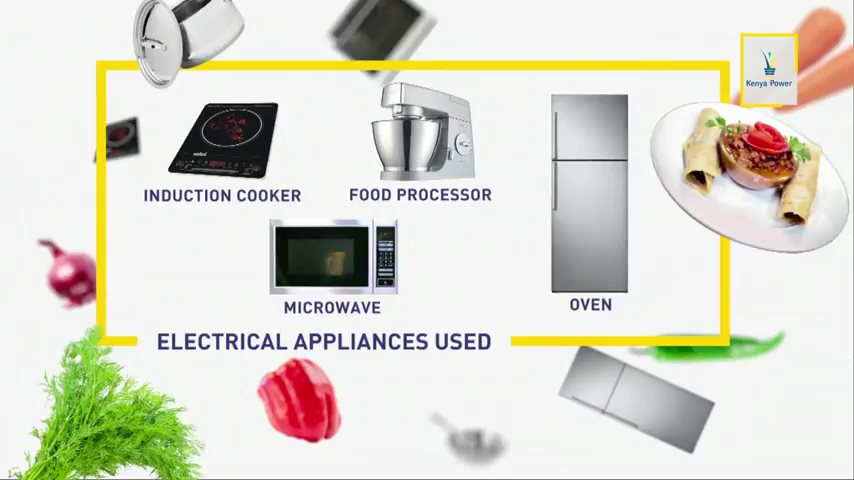 Kenya Power
INDUCTION COOKER
FOOD PROCESSOR
MICROWAVE
OVEN
ELECTRICAL APPLIANCES USED